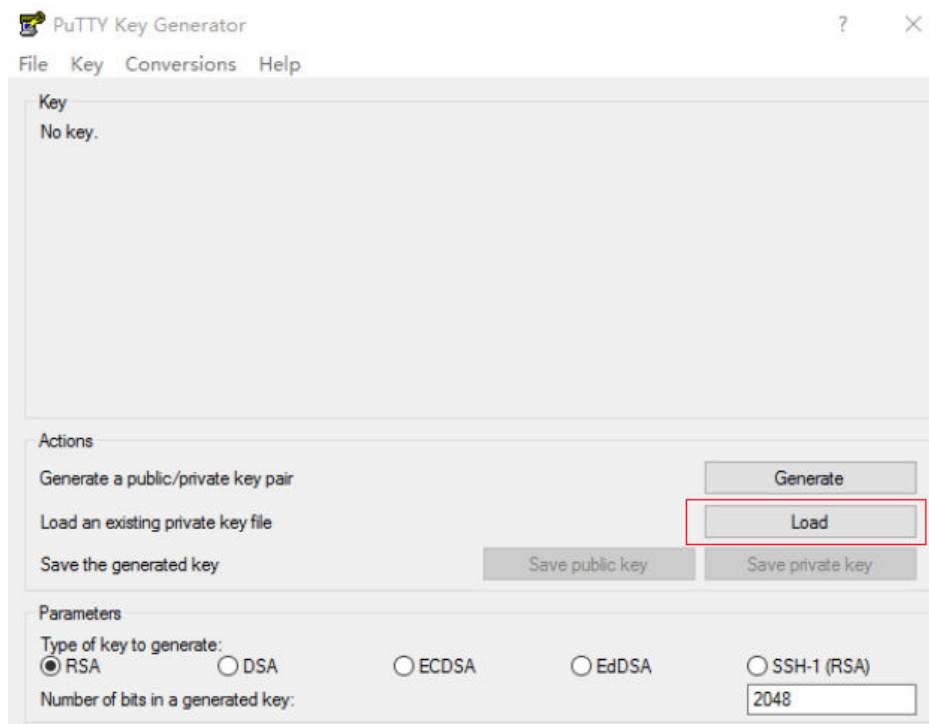 PuTTY Key Generator
File Key Conversions Help
Key
No key.
Actions
Generate a public/private key pair
Generate
Load an existing private key file
Load
Save the generated key
Save public key
Save private key
Parameters
Type of key to generate:
RSA DSA ECDSA EdDSA SSH-1 (RSA)
Number of bits in a generated key:
2048